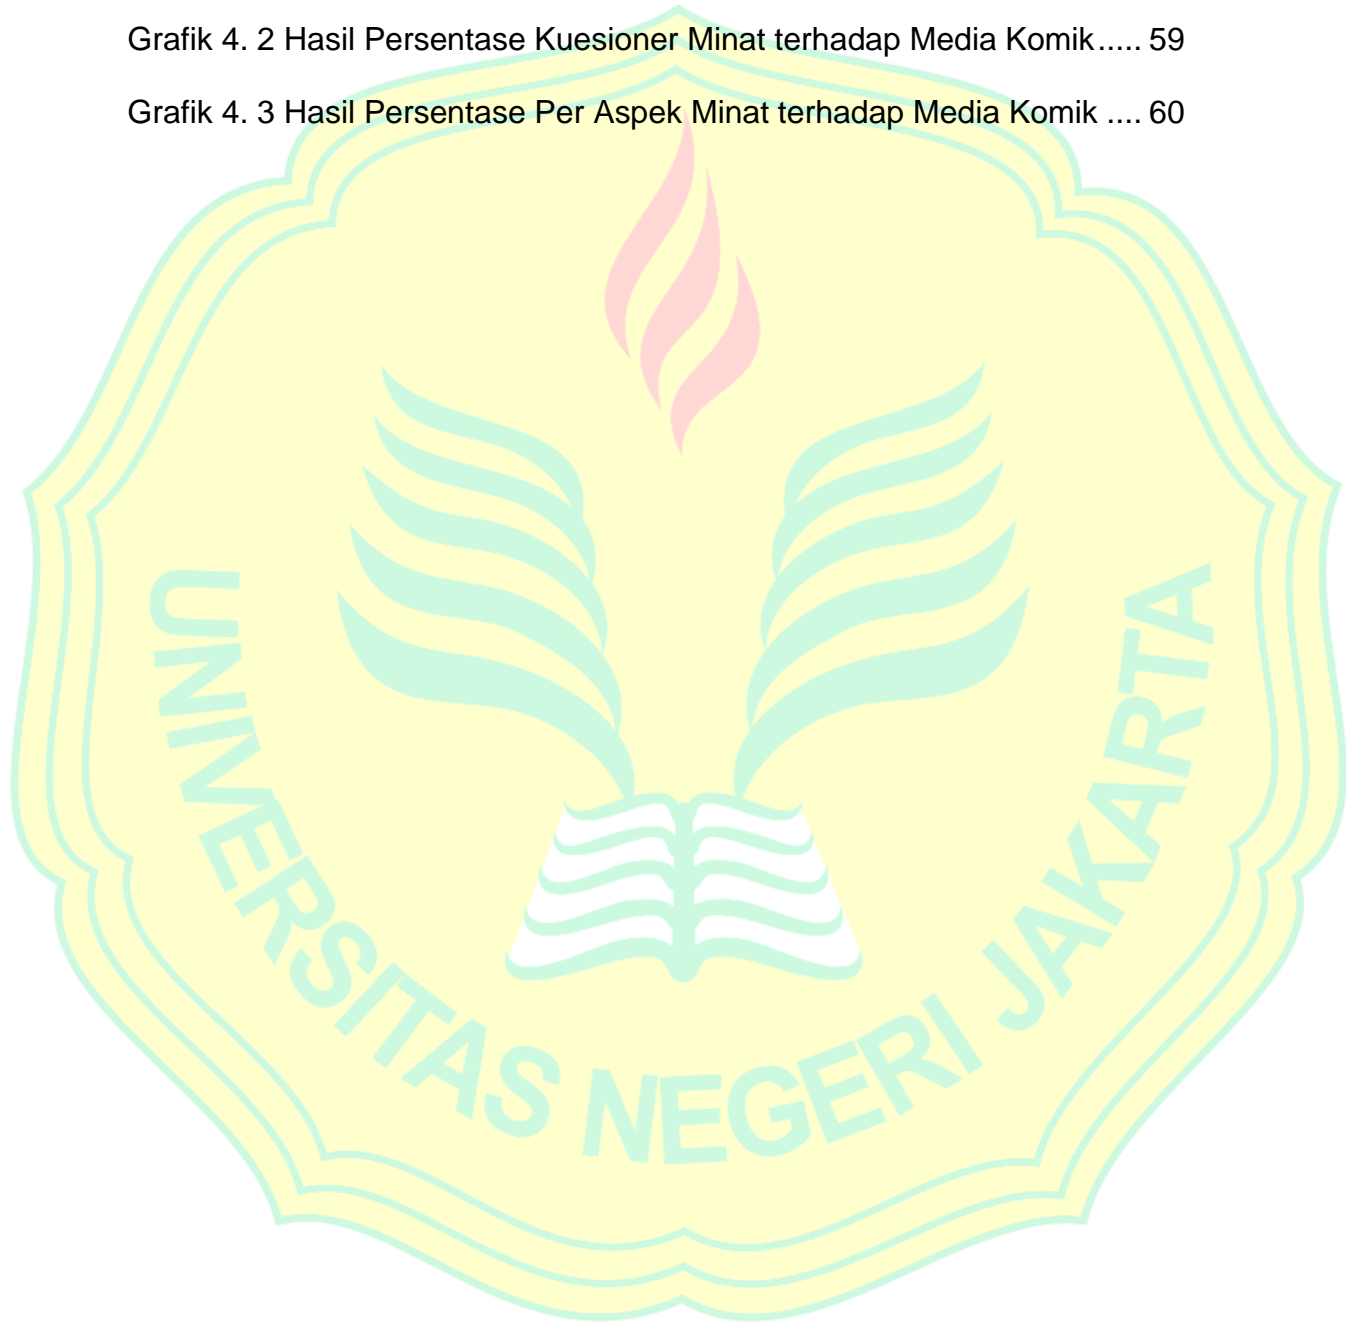 Grafik 4. 2 Hasil Persentase Kuesioner Minat terhadap Media Komik..... 59
Grafik 4. 3 Hasil Persentase Per Aspek Minat terhadap Media Komik .... 60
UNIVERSITAS NEGERI JAKARTA